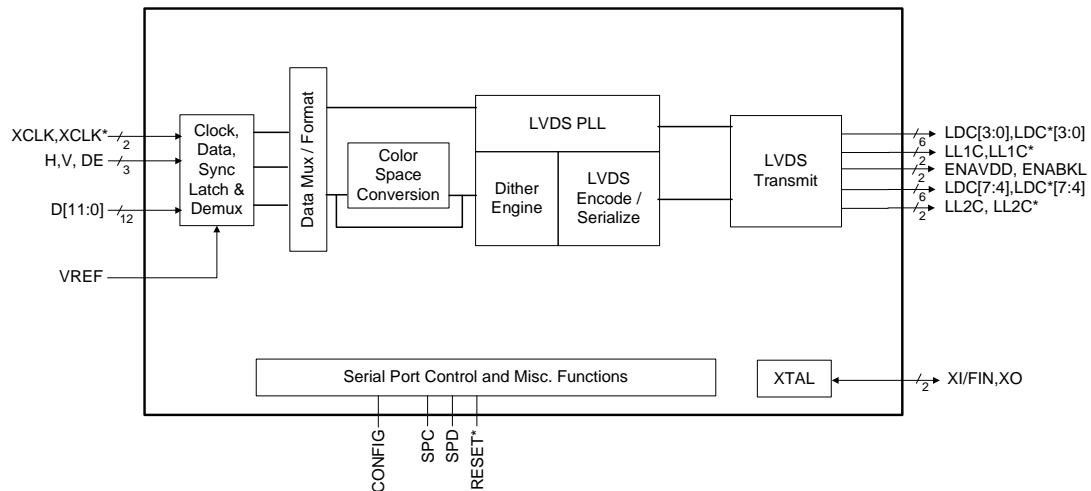 XCLK,XCLK*
2
H,V, DE
3
D[11:0]
12
VREF
Clock,
Data,
Sync
Latch &
Demux
Data Mux / Format
Color
Space
Conversion
LVDS PLL
Dither
Engine
LVDS
Encode /
Serialize
LVDS
Transmit
LDC[3:0],LDC*[3:0]
6
LL1C,LL1C*
2
ENAVDD, ENABKL
2
LDC[7:4],LDC*[7:4]
6
LL2C, LL2C*
2
Serial Port Control and Misc. Functions
XTAL
2
XI/FIN,XO
CONFIG
SPC
SPD
RESET*